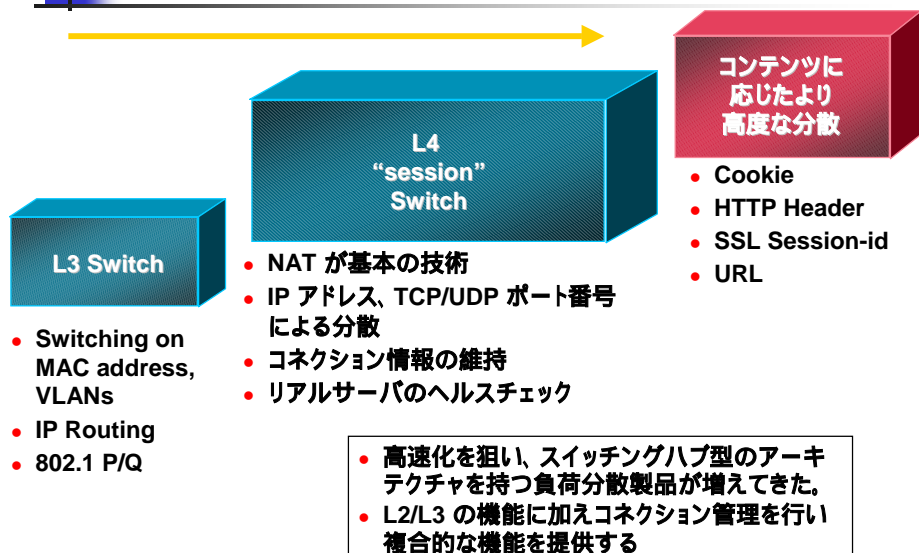 コンテンツに
応じたより
高度な分散
L4
“session”
Switch
L3 Switch
● Cookie
● HTTP Header
● SSL Session-id
● URL
● NAT が基本の技術
● IP アドレス、TCP/UDP ポート番号
による分散
● コネクション情報の維持
● リアルサーバのヘルスチェック
● Switching on
MAC address,
VLANs
● IP Routing
● 802.1 P/Q
● 高速化を狙い、スイッチングハブ型のアーキ
テクチャを持つ負荷分散製品が増えてきた。
● L2/L3 の機能に加えコネクション管理を行い
複合的な機能を提供する